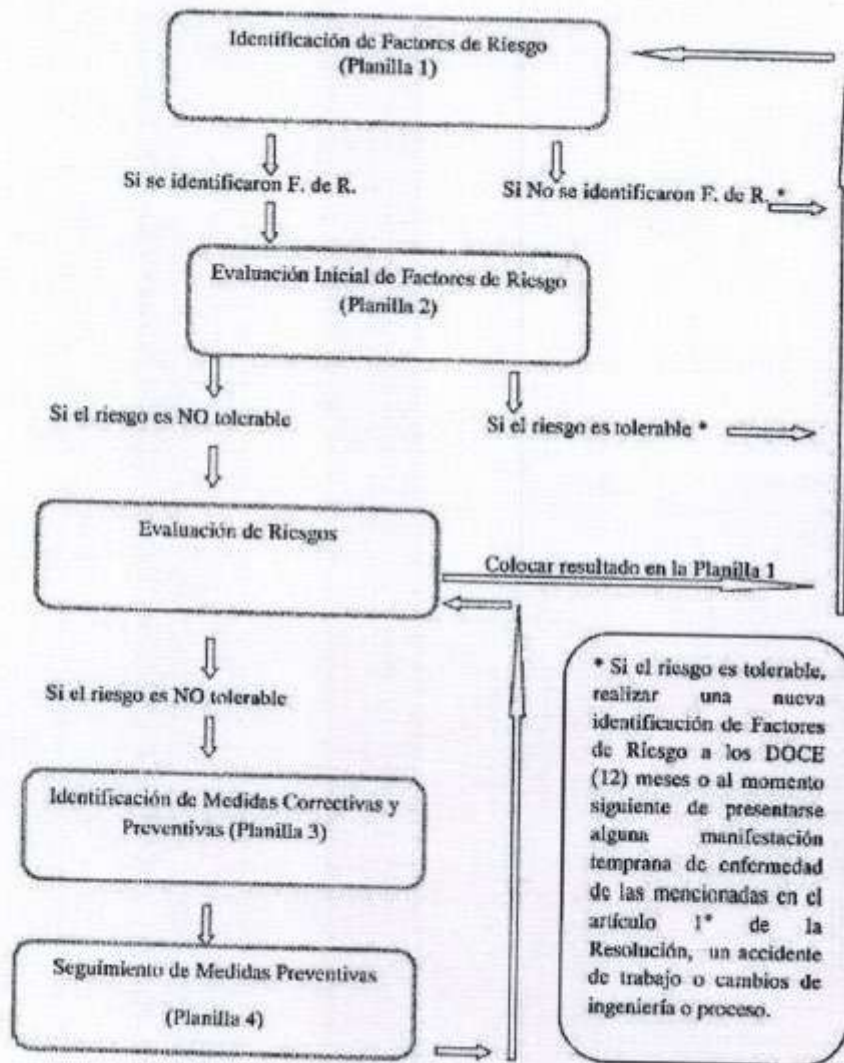 Identificación de Factores de Riesgo
(Planilla 1)
Si se identificaron F. de R.
Si No se identificaron F. de R. *
Evaluación Inicial de Factores de Riesgo
(Planilla 2)
Si el riesgo es NO tolerable
Si el riesgo es tolerable *
Evaluación de Riesgos
Colocar resultado en la Planilla 1
Si el riesgo es NO tolerable
Identificación de Medidas Correctivas y
Preventivas (Planilla 3)
Seguimiento de Medidas Preventivas
(Planilla 4)
* Si el riesgo es tolerable,
realizar una nueva
identificación de Factores
de Riesgo a los DOCE
(12) meses o al momento
siguiente de presentarse
alguna manifestación
temprana de enfermedad
de las mencionadas en el
artículo 1° de la
Resolución, un accidente
de trabajo o cambios de
ingeniería o proceso.